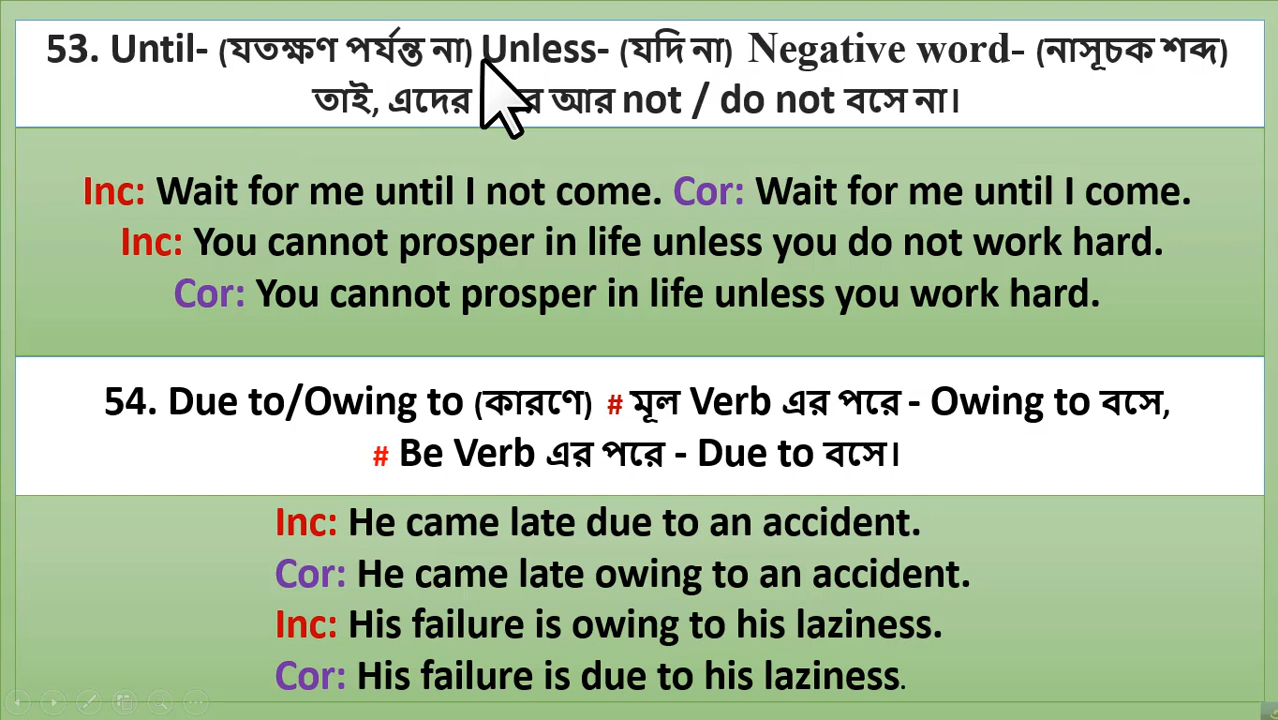 53. Until- (যতক্ষণ পর্যন্ত না) Unless- (যদি না) Negative word- (নাসূচক শব্দ)
তাই, এদের আর not / do not বসে না।
Inc: Wait for me until I not come. Cor: Wait for me until I come.
Inc: You cannot prosper in life unless you do not work hard.
Cor: You cannot prosper in life unless you work hard.
54. Due to/Owing to (কারণে) # মূল Verb এর পরে - Owing to বসে,
# Be Verb এর পরে - Due to বসে।
Inc: He came late due to an accident.
Cor: He came late owing to an accident.
Inc: His failure is owing to his laziness.
Cor: His failure is due to his laziness.